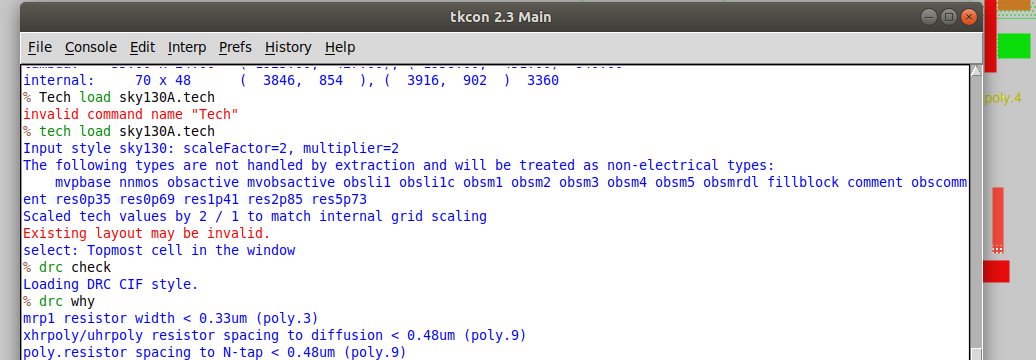 tkcon 2.3 Main
File Console Edit Interp Prefs History Help
internal: 70 x 48 ( 3846, 854 ), ( 3916, 902 ) 3360
% Tech load sky130A.tech
invalid command name "Tech"
% tech load sky130A.tech
Input style sky130: scaleFactor=2, multiplier=2
The following types are not handled by extraction and will be treated as non-electrical types:
mvpbase nnmos obsactive mvobsactive obsli1 obsli1c obsm1 obsm2 obsm3 obsm4 obsm5 obsmrdl fillblock comment obscomm
ent res0p35 res0p69 res1p41 res2p85 res5p73
Scaled tech values by 2 / 1 to match internal grid scaling
Existing layout may be invalid.
select: Topmost cell in the window
% drc check
Loading DRC CIF style.
% drc why
mrp1 resistor width < 0.33um (poly.3)
xhrpoly/uhrpoly resistor spacing to diffusion < 0.48um (poly.9)
poly.resistor spacing to N-tap < 0.48um (poly.9)
poly.4